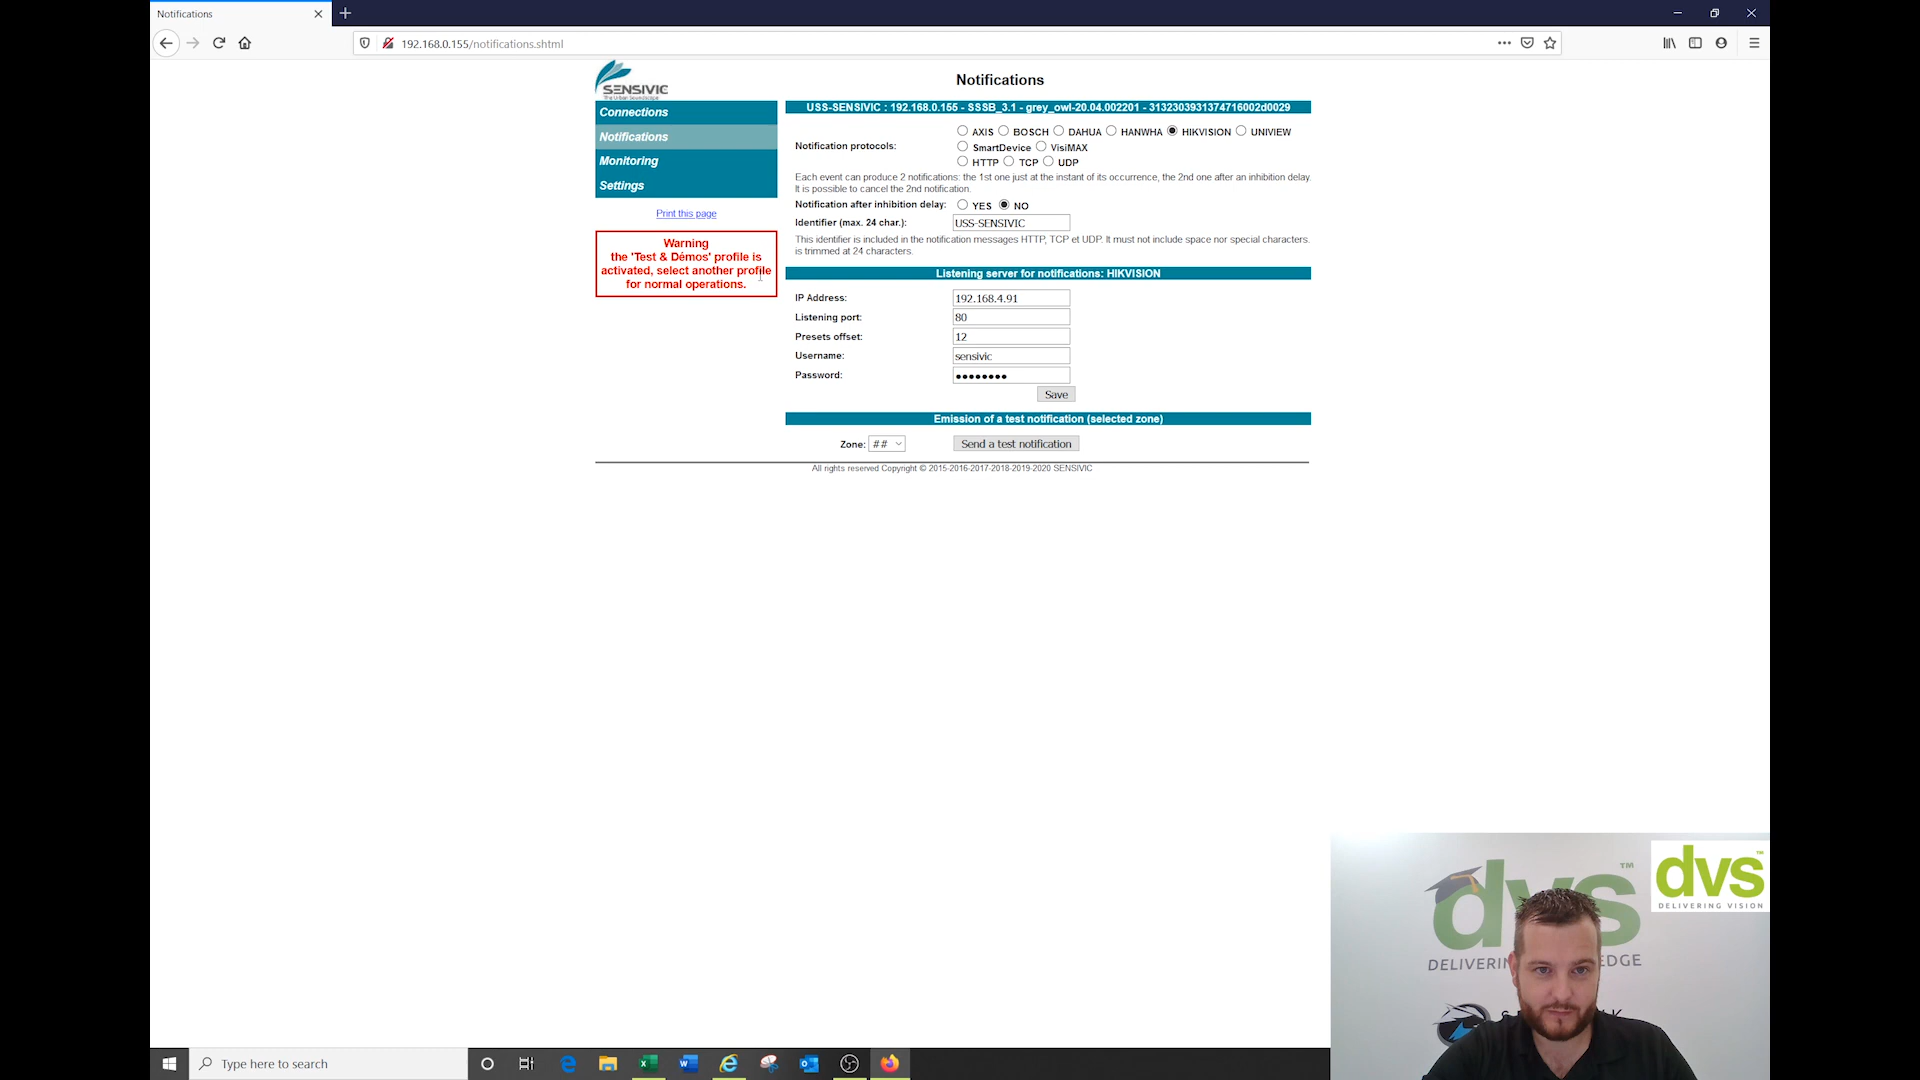 Notifications
192.168.0.155/notifications.shtml
SENSIVIC
Notifications
Connections
Notifications
Monitoring
Settings
Print this page
Warning
the 'Test & Démos' profile is
activated, select another profile
for normal operations.
USS-SENSIVIC : 192.168.0.155 - SSSB_3.1 - grey_owl-20.04.002201 - 3132303931374716002d0029
Notification protocols:
AXIS BOSCH DAHUA HANWHA HIKVISION UNIVIEW
SmartDevice VisiMAX
HTTP TCP UDP
Each event can produce 2 notifications: the 1st one just at the instant of its occurrence, the 2nd one after an inhibition delay.
It is possible to cancel the 2nd notification.
Notification after inhibition delay: YES NO
Identifier (max. 24 char.): USS-SENSIVIC
This identifier is included in the notification messages HTTP, TCP et UDP. It must not include space nor special characters.
is trimmed at 24 characters.
Listening server for notifications: HIKVISION
IP Address: 192.168.4.91
Listening port: 80
Presets offset: 12
Username: sensivic
Password: ●●●●●●●●
Save
Emission of a test notification (selected zone)
Zone: ## Send a test notification
All rights reserved Copyright © 2015-2016-2017-2018-2019-2020 SENSIVIC
dvs™
DELIVERING VISION
dvs™
Type here to search